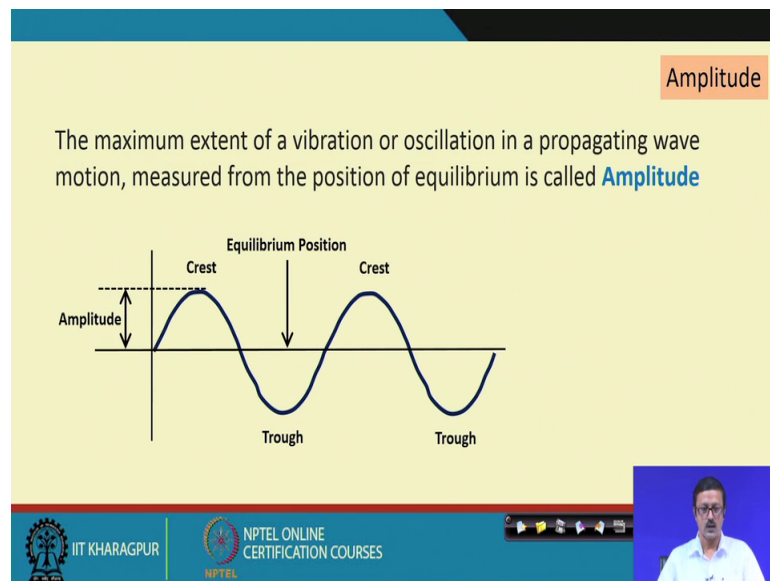 Amplitude
The maximum extent of a vibration or oscillation in a propagating wave
motion, measured from the position of equilibrium is called Amplitude
Equilibrium Position
Crest
Crest
Amplitude
Trough
Trough
IIT KHARAGPUR
NPTEL
NPTEL ONLINE
CERTIFICATION COURSES